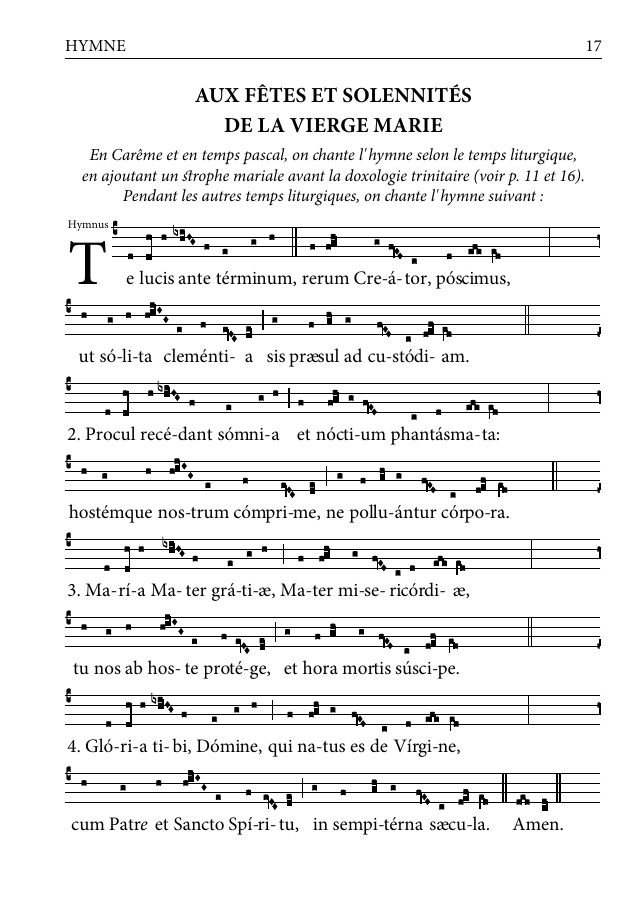 HYMNE 17
AUX FÊTES ET SOLENNITÉS
DE LA VIERGE MARIE
En Carême et en temps pascal, on chante l'hymne selon le temps liturgique,
en ajoutant un strophe mariale avant la doxologie trinitaire (voir p. 11 et 16).
Pendant les autres temps liturgiques, on chante l'hymne suivant :
Hymnus
Te lucis ante términum, rerum Cre-á-tor, póscimus,
ut só-li-ta cleménti- a sis præsul ad cu-stódi- am.
2. Procul recé-dant sómni-a et nócti-um phantásma-ta:
hostémque nos-trum cómpri-me, ne pollu-ántur córpo-ra.
3. Ma-rí-a Ma-ter grá-ti-æ, Ma-ter mi-se-ricórdi- æ,
tu nos ab hos-te proté-ge, et hora mortis súsci-pe.
4. Gló-ri-a ti-bi, Dómine, qui na-tus es de Vírgi-ne,
cum Patre et Sancto Spí-ri-tu, in sempi-térna sæcu-la. Amen.